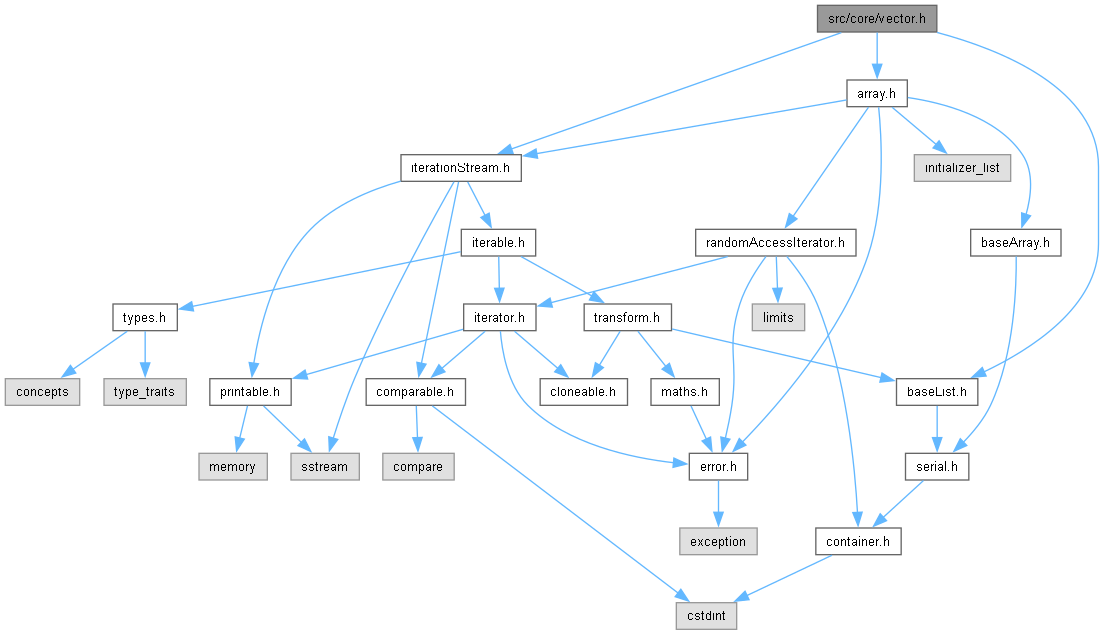 src/core/vector.h
array.h
iterationStream.h
initializer_list
iterable.h
randomAccessIterator.h
baseArray.h
types.h
iterator.h
limits
transform.h
concepts
type_traits
printable.h
comparable.h
cloneable.h
maths.h
baseList.h
memory
sstream
compare
error.h
serial.h
exception
container.h
cstdint